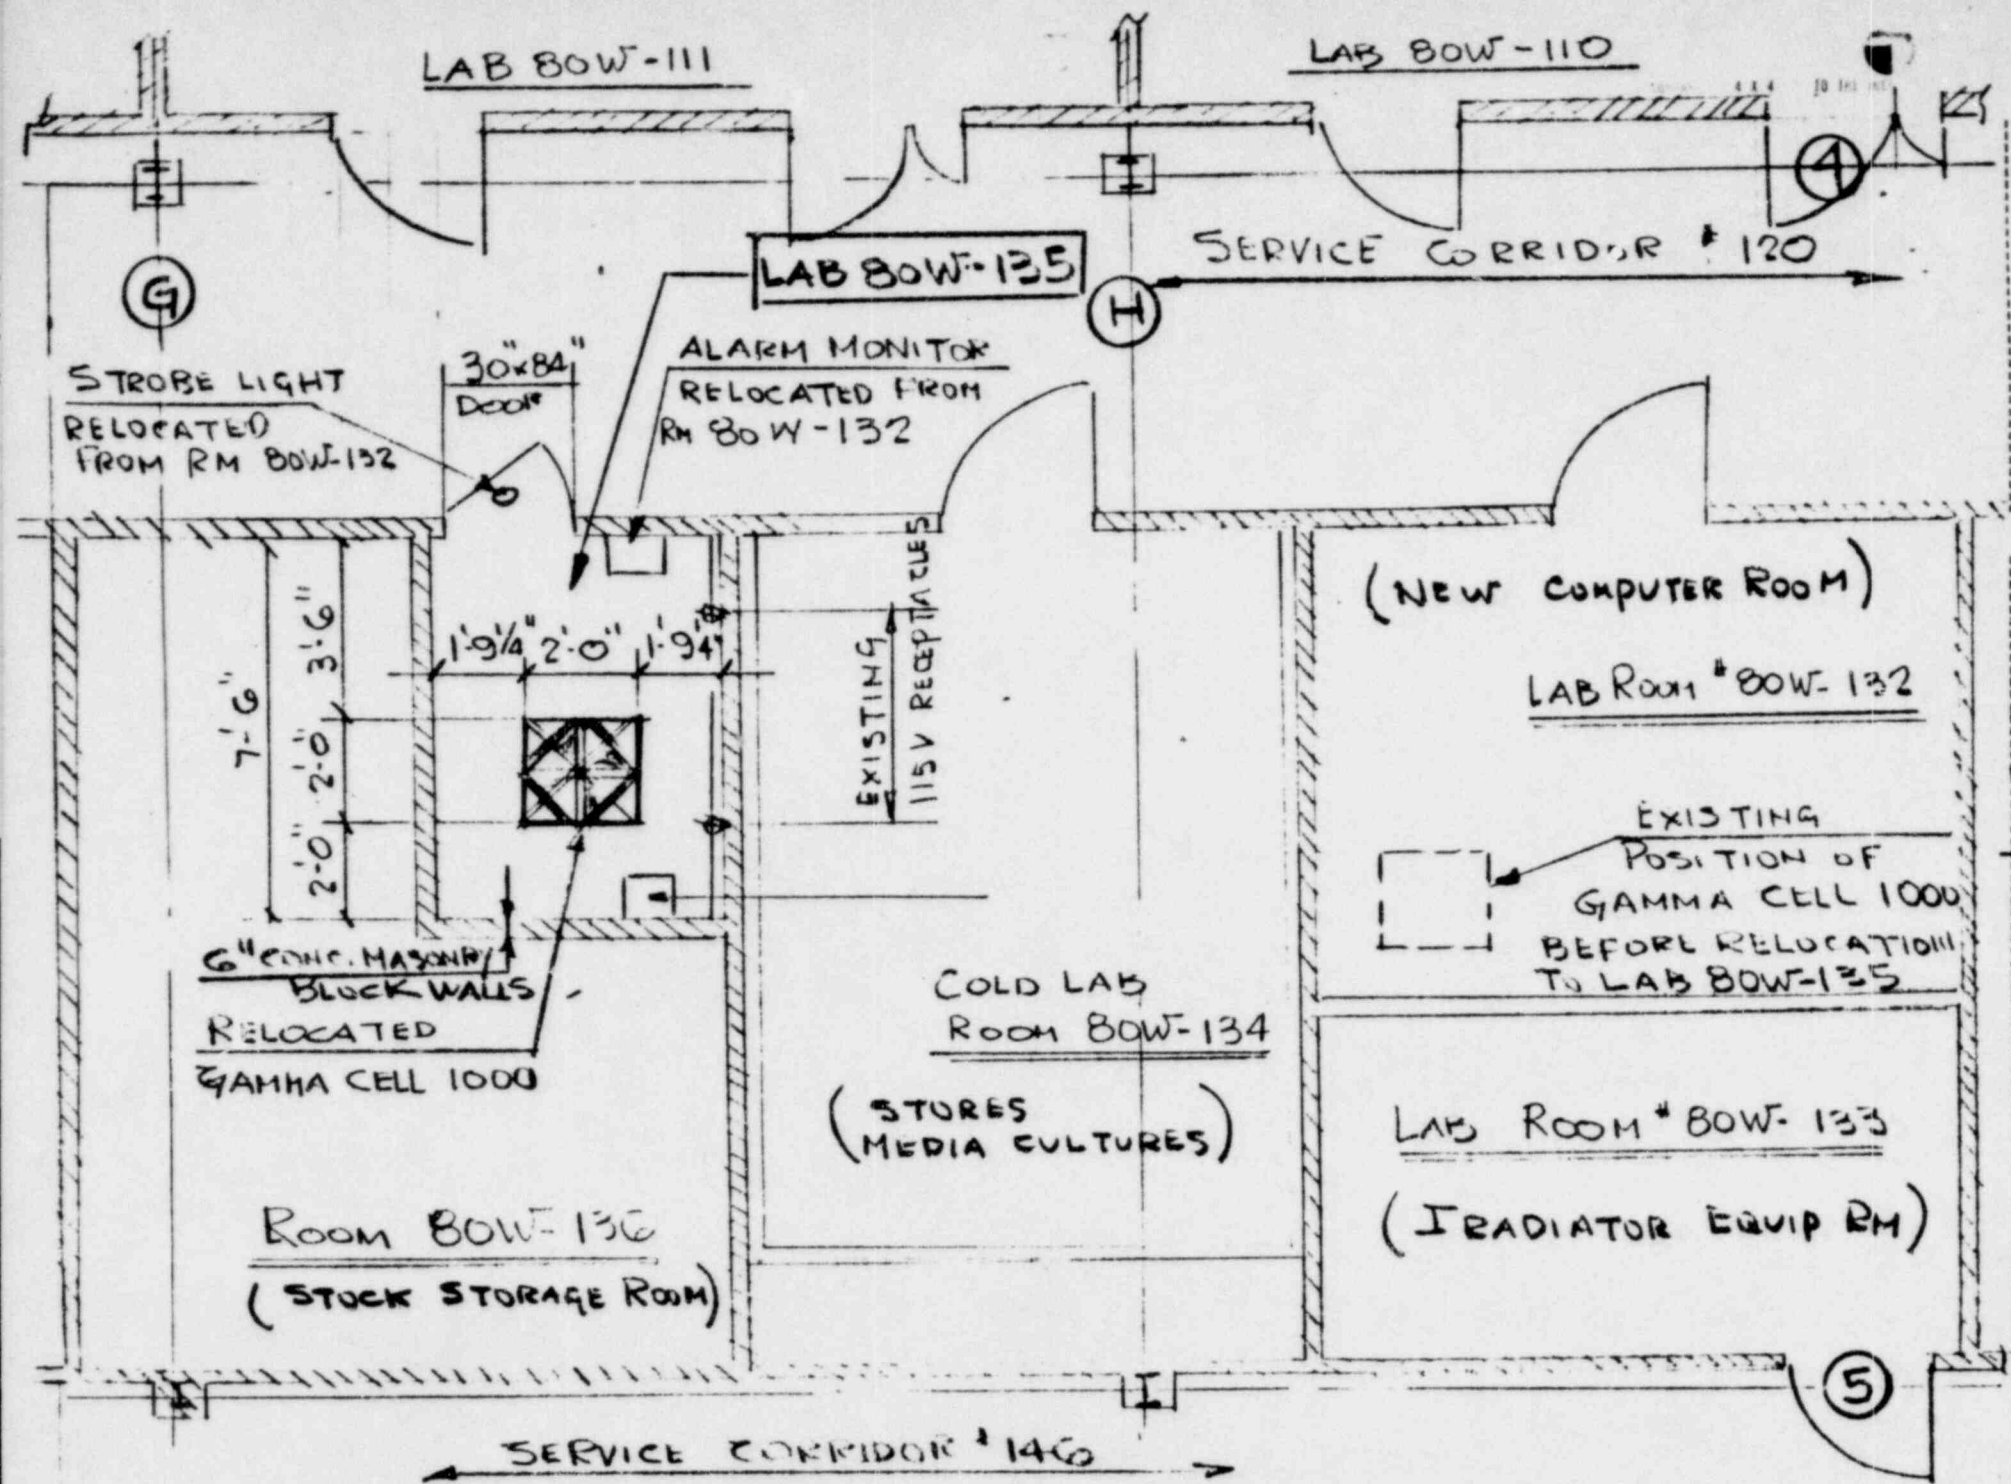 LAB 80W-111
LAB 80W-110
4
LAB 80W-135
SERVICE CORRIDOR # 120
G
H
STROBE LIGHT
RELOCATED
FROM RM 80W-132
30"x84"
DOOR
ALARM MONITOR
RELOCATED FROM
RM 80W-132
7'-6"
3'-6"
2'-0"
2'-0"
1'-9¼"
2'-0"
1'-9¼"
EXISTING
115V RECEPTACLES
(NEW COMPUTER ROOM)
LAB ROOM #80W-132
EXISTING
POSITION OF
GAMMA CELL 1000
BEFORE RELOCATION
TO LAB 80W-135
6" CONC. MASONRY
BLOCK WALLS
RELOCATED
GAMMA CELL 1000
COLD LAB
ROOM 80W-134
(STORES
MEDIA CULTURES)
LAB ROOM # 80W-133
(IRADIATOR EQUIP RM)
ROOM 80W-136
(STOCK STORAGE ROOM)
5
SERVICE CORRIDOR # 146